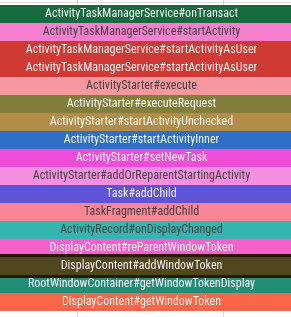 ActivityTaskManagerService#onTransact
ActivityTaskManagerService#startActivity
ActivityTaskManagerService#startActivityAsUser
ActivityTaskManagerService#startActivityAsUser
ActivityStarter#execute
ActivityStarter#executeRequest
ActivityStarter#startActivityUnchecked
ActivityStarter#startActivityInner
ActivityStarter#setNewTask
ActivityStarter#addOrReparentStartingActivity
Task#addChild
TaskFragment#addChild
ActivityRecord#onDisplayChanged
DisplayContent#reParentWindowToken
DisplayContent#addWindowToken
RootWindowContainer#getWindowTokenDisplay
DisplayContent#getWindowToken